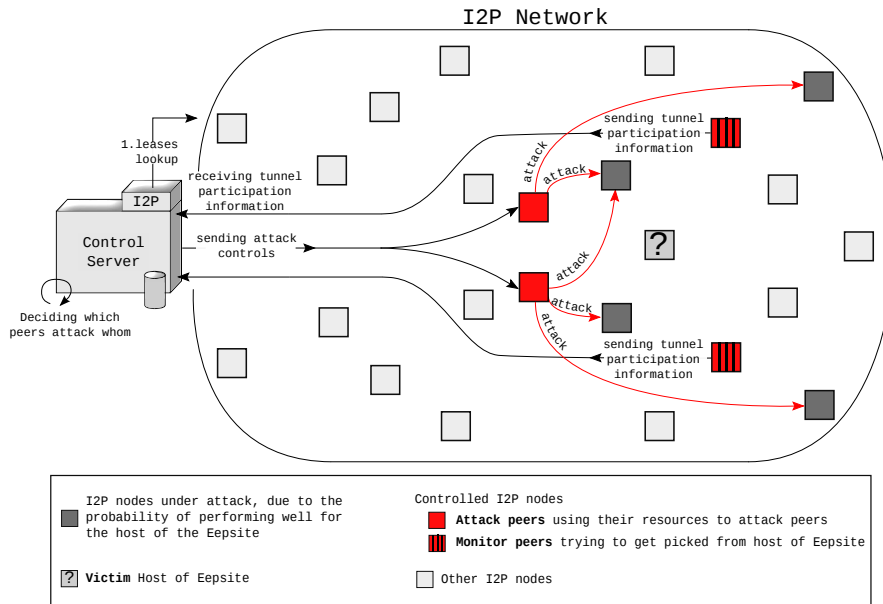 I2P Network
1.leases
lookup
sending tunnel
participation
information
attack
attack
receiving tunnel
participation
information
I2P
Control
Server
sending attack
controls
?
attack
attack
attack
Deciding which
peers attack whom
sending tunnel
participation
information
I2P nodes under attack, due to the
probability of performing well for
the host of the Eepsite
? Victim Host of Eepsite
Controlled I2P nodes
Attack peers using their resources to attack peers
Monitor peers trying to get picked from host of Eepsite
Other I2P nodes